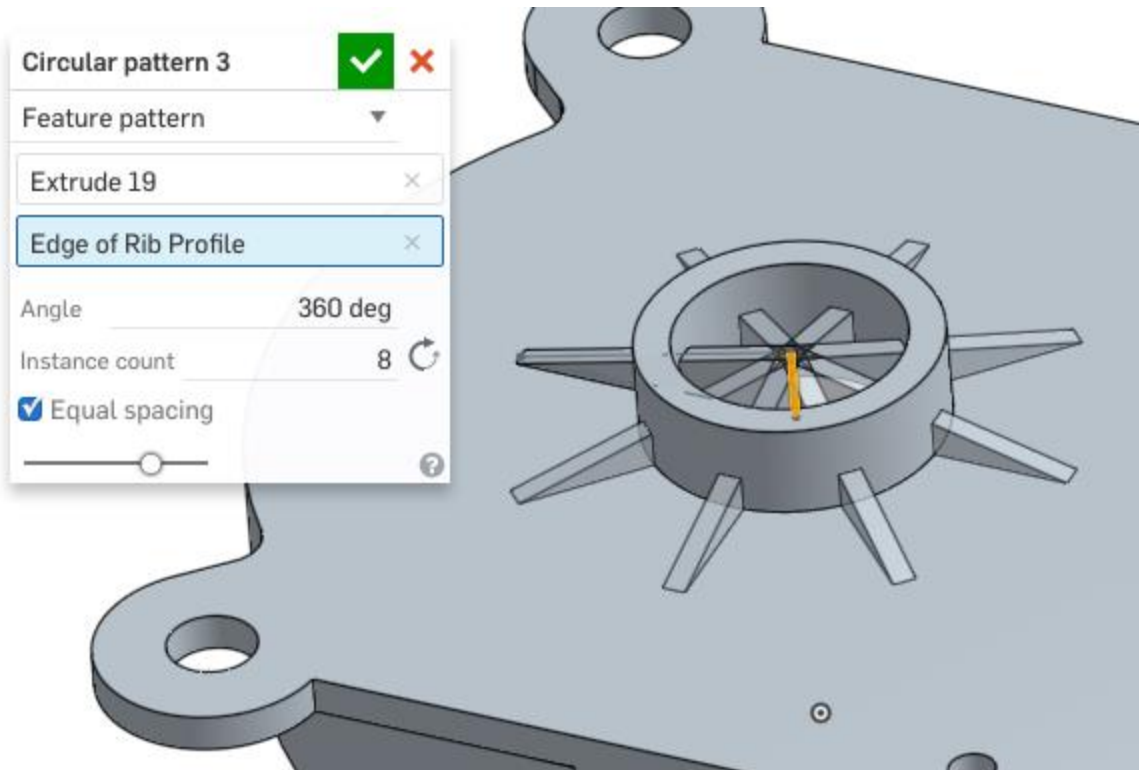 Circular pattern 3
Feature pattern
Extrude 19
Edge of Rib Profile
Angle 360 deg
Instance count 8
Equal spacing
?